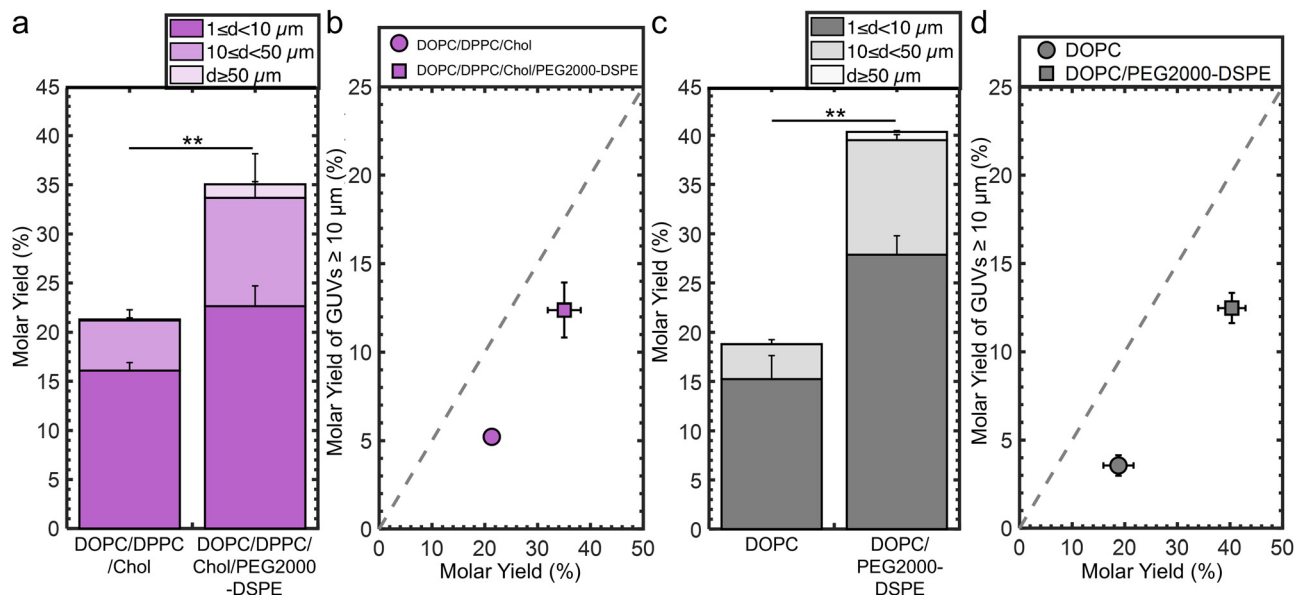 a
1≤d<10 µm
10≤d<50 µm
d≥50 µm
Molar Yield (%)
45
40
35
30
25
20
15
10
5
0
**
DOPC/DPPC
/Chol
DOPC/DPPC/
Chol/PEG2000
-DSPE
b
DOPC/DPPC/Chol
DOPC/DPPC/Chol/PEG2000-DSPE
Molar Yield of GUVs ≥ 10 µm (%)
25
20
15
10
5
0
0 10 20 30 40 50
Molar Yield (%)
c
1≤d<10 µm
10≤d<50 µm
d≥50 µm
Molar Yield (%)
45
40
35
30
25
20
15
10
5
0
**
DOPC
DOPC/
PEG2000-
DSPE
d
DOPC
DOPC/PEG2000-DSPE
Molar Yield of GUVs ≥ 10 µm (%)
25
20
15
10
5
0
0 10 20 30 40 50
Molar Yield (%)